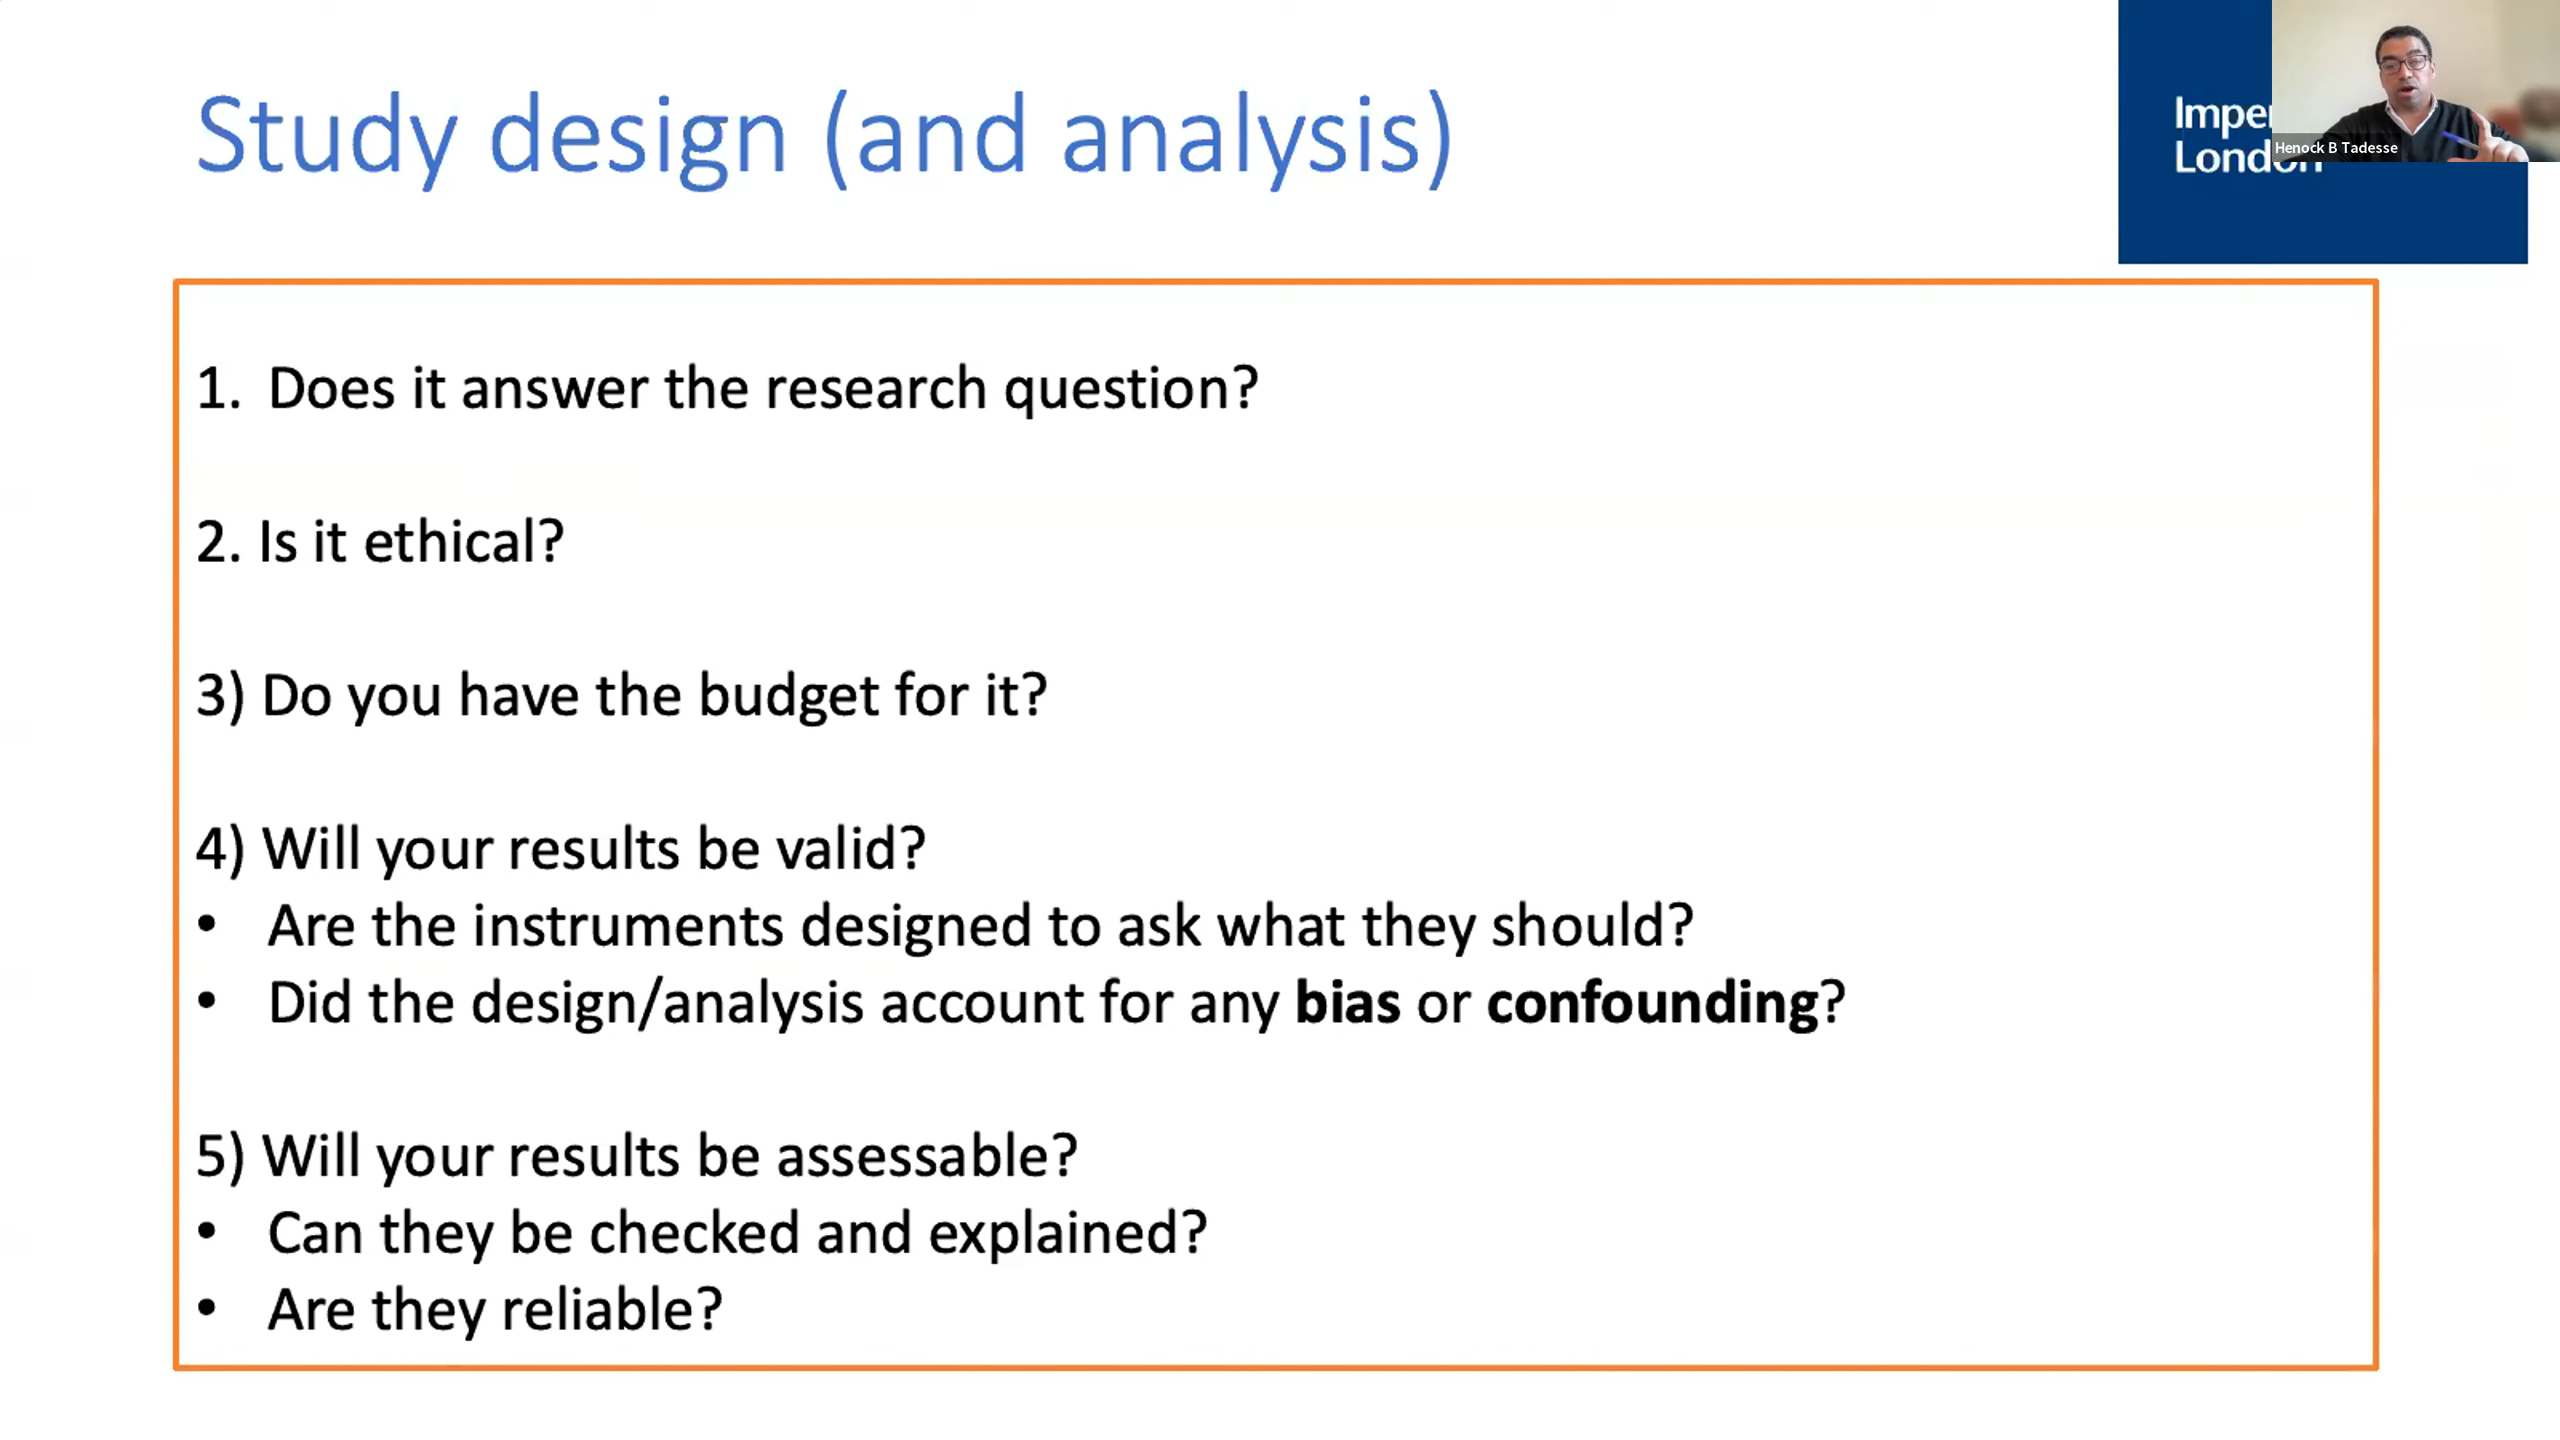 Study design (and analysis)
Henock B Tadesse
1. Does it answer the research question?
2. Is it ethical?
3) Do you have the budget for it?
4) Will your results be valid?
• Are the instruments designed to ask what they should?
• Did the design/analysis account for any bias or confounding?
5) Will your results be assessable?
• Can they be checked and explained?
• Are they reliable?